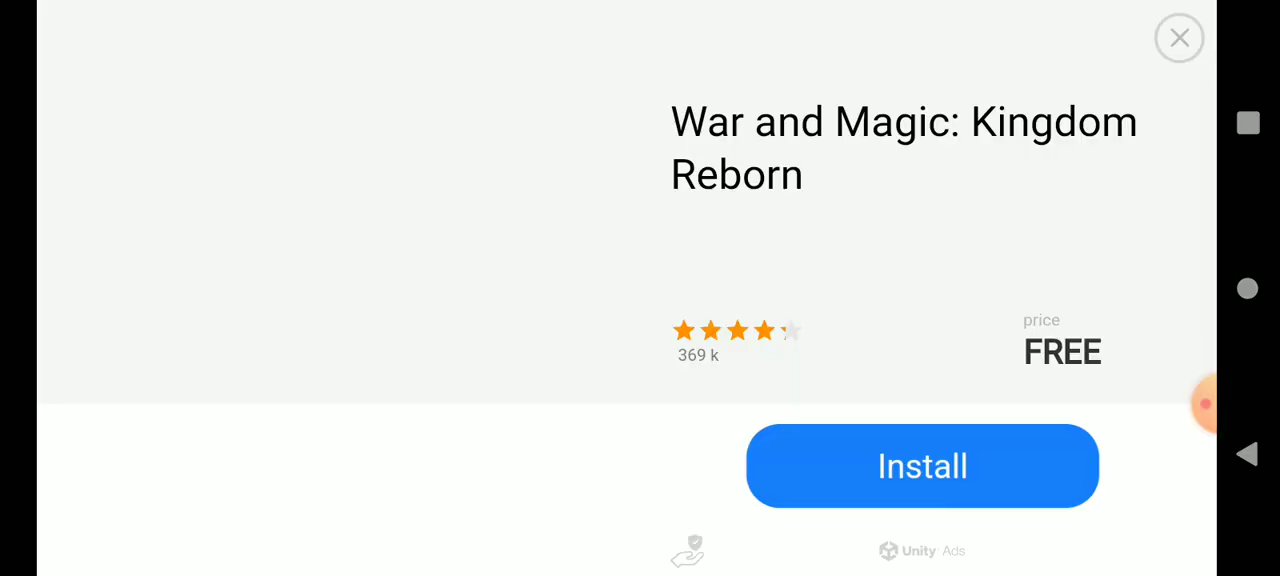 War and Magic: Kingdom
Reborn
369 k
price
FREE
Install
Unity Ads